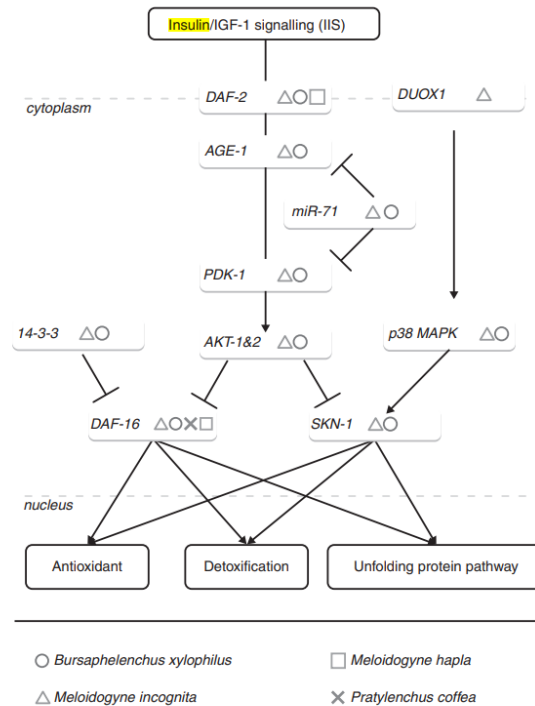 Insulin/IGF-1 signalling (IIS)
DAF-2
DUOX1
cytoplasm
AGE-1
miR-71
PDK-1
14-3-3
AKT-1&2
p38 MAPK
DAF-16
SKN-1
nucleus
Antioxidant
Detoxification
Unfolding protein pathway
Bursaphelenchus xylophilus
Meloidogyne hapla
Meloidogyne incognita
Pratylenchus coffea